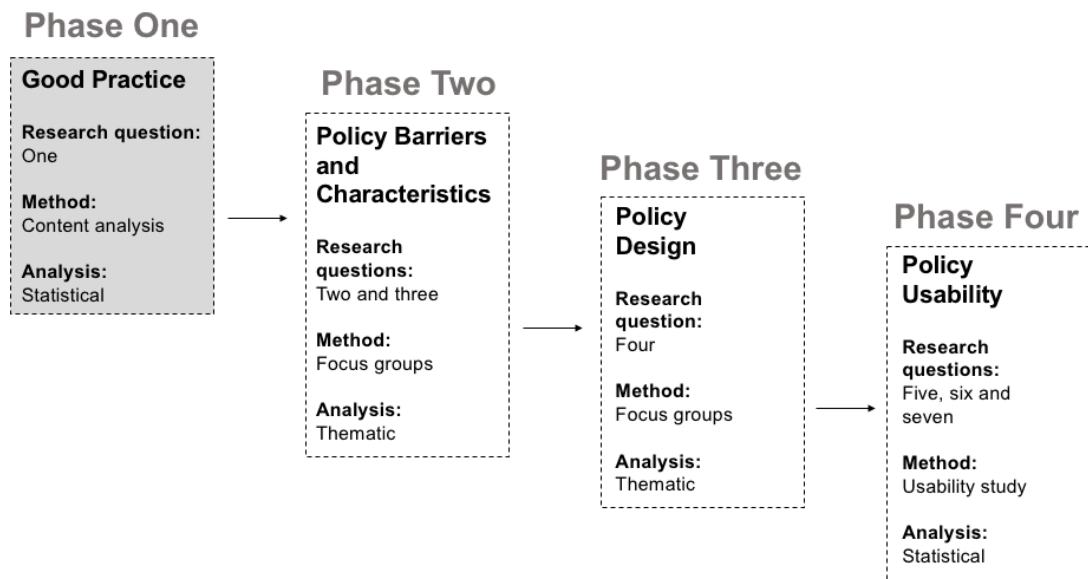 Phase One
Good Practice
Research question:
One
Method:
Content analysis
Analysis:
Statistical
Phase Two
Policy Barriers
and
Characteristics
Research
questions:
Two and three
Method:
Focus groups
Analysis:
Thematic
Phase Three
Policy
Design
Research
question:
Four
Method:
Focus groups
Analysis:
Thematic
Phase Four
Policy
Usability
Research
questions:
Five, six and
seven
Method:
Usability study
Analysis:
Statistical